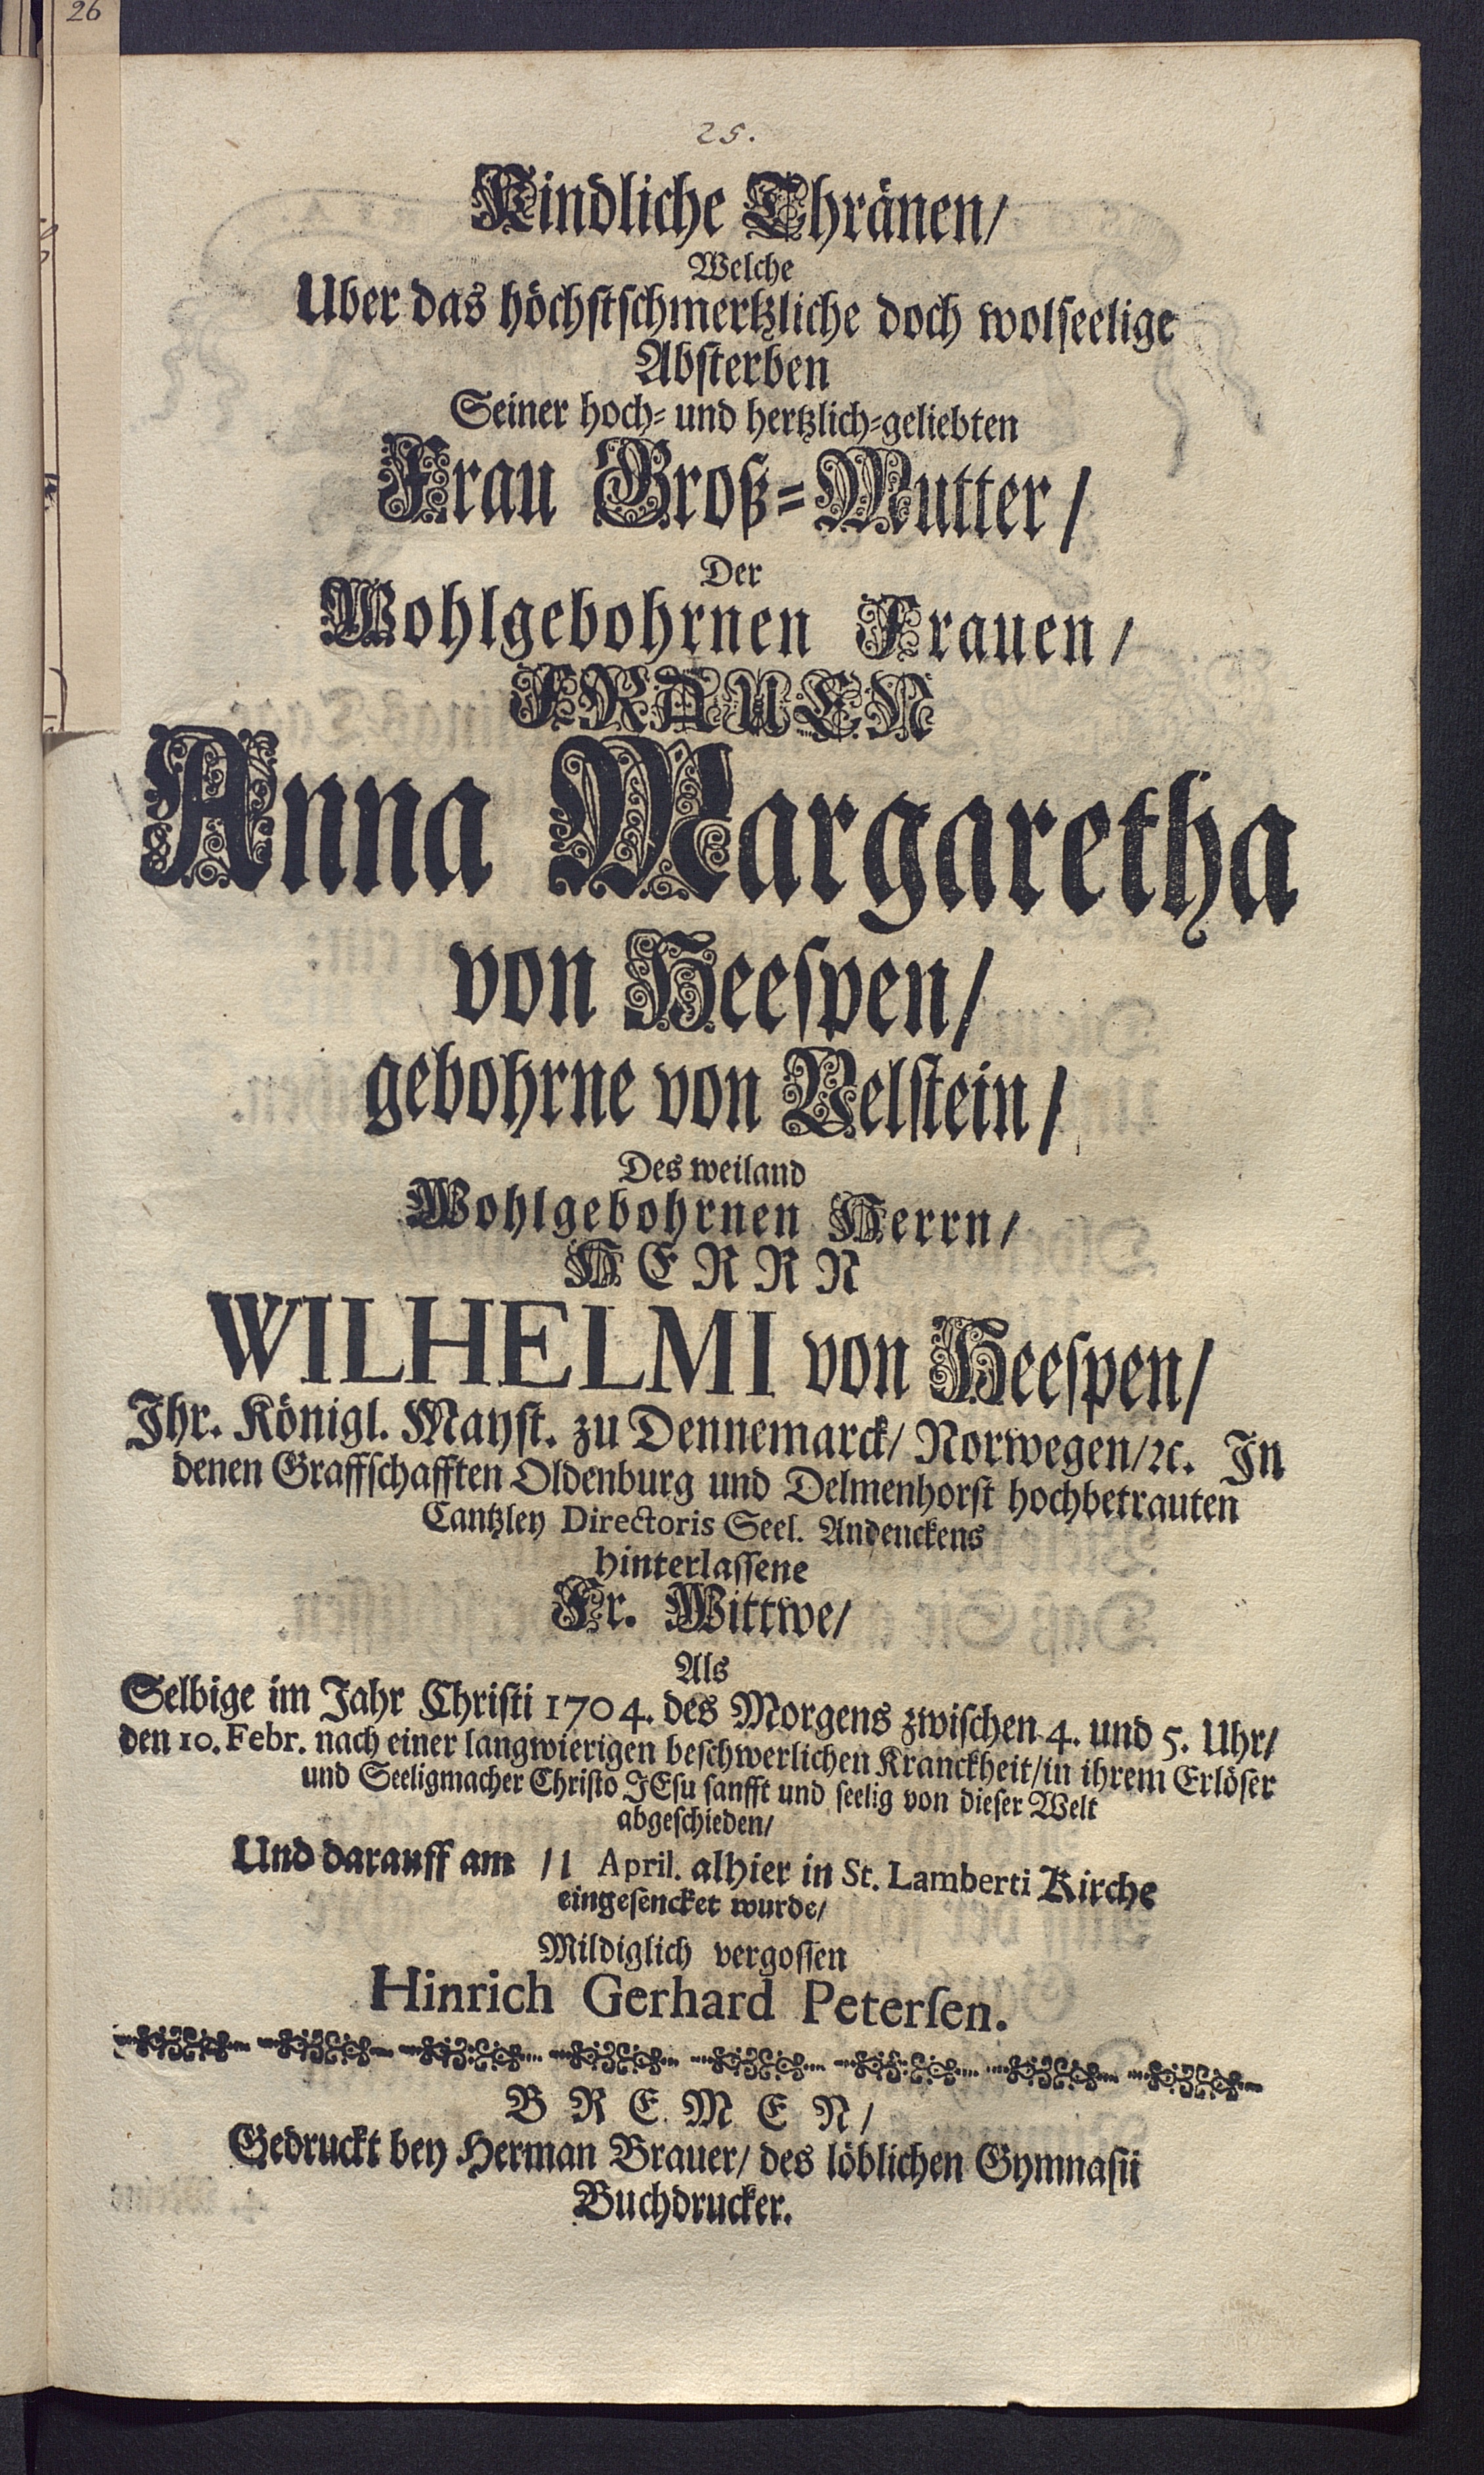 26
25.
Kindliche Thränen/
Welche
Uber das höchstschmertzliche doch wolseelige
Absterben
Seiner hoch- und hertzlich-geliebten
Frau Groß-Mutter/
Der
Wohlgebohrnen Frauen/
FRAUEN
Anna Margaretha
von Heespen/
gebohrne von Velstein/
Des weiland
Wohlgebohrnen Herrn/
HERRN
WILHELMI von Heespen/
Ihr. Königl. Mayst. zu Dennemarck/ Norwegen/ ꝛc. In
denen Graffschafften Oldenburg und Delmenhorst hochbetrauten
Cantzley Directoris Seel. Andenckens
hinterlassene
Fr. Wittwe/
Als
Selbige im Jahr Christi 1704. des Morgens zwischen 4. und 5. Uhr/
den 10. Febr. nach einer langwierigen beschwerlichen Kranckheit/ in ihrem Erlöser
und Seeligmacher Christo JEsu sanfft und seelig von dieser Welt
abgeschieden/
Und darauff am 11 April. alhier in St. Lamberti Kirche
eingesencket wurde/
Mildiglich vergossen
Hinrich Gerhard Petersen.
BREMEN/
Gedruckt bey Herman Brauer/ des löblichen Gymnasii
Buchdrucker.